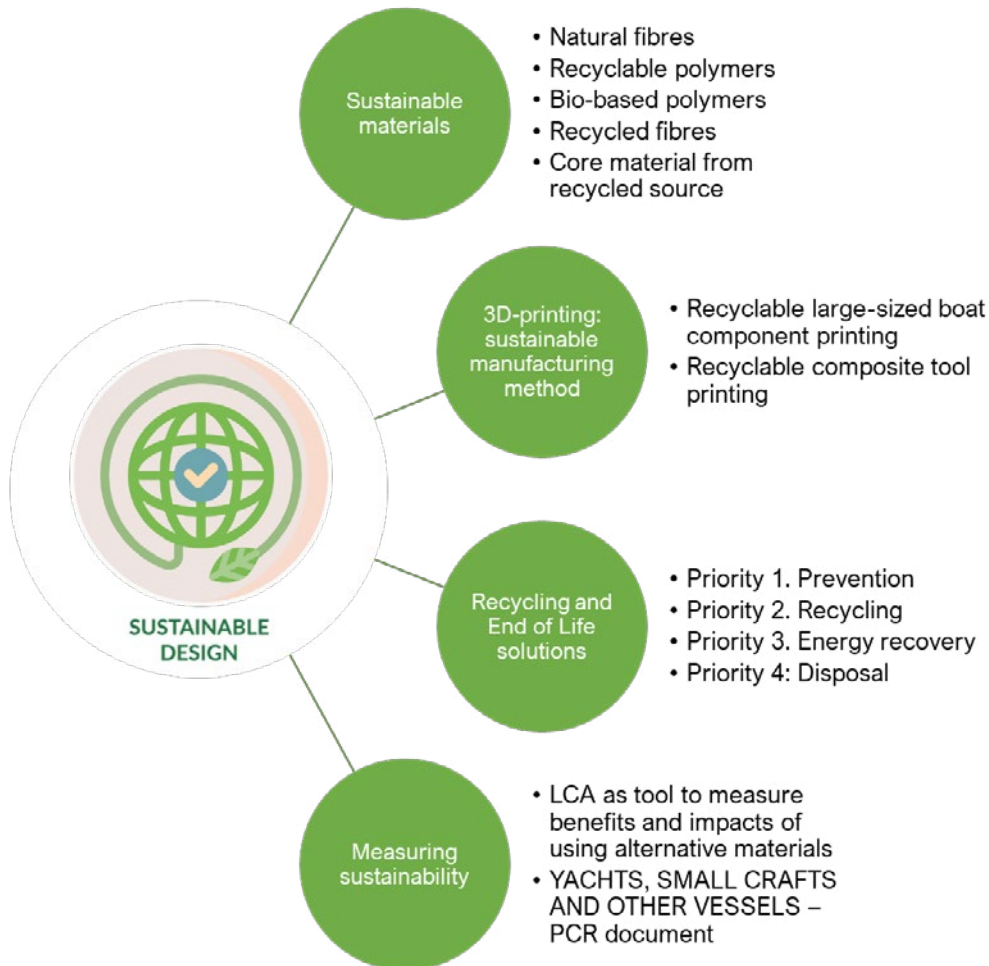 Sustainable
materials
• Natural fibres
• Recyclable polymers
• Bio-based polymers
• Recycled fibres
• Core material from
recycled source
3D-printing:
sustainable
manufacturing
method
• Recyclable large-sized boat
component printing
• Recyclable composite tool
printing
SUSTAINABLE
DESIGN
Recycling and
End of Life
solutions
• Priority 1. Prevention
• Priority 2. Recycling
• Priority 3. Energy recovery
• Priority 4: Disposal
Measuring
sustainability
• LCA as tool to measure
benefits and impacts of
using alternative materials
• YACHTS, SMALL CRAFTS
AND OTHER VESSELS –
PCR document